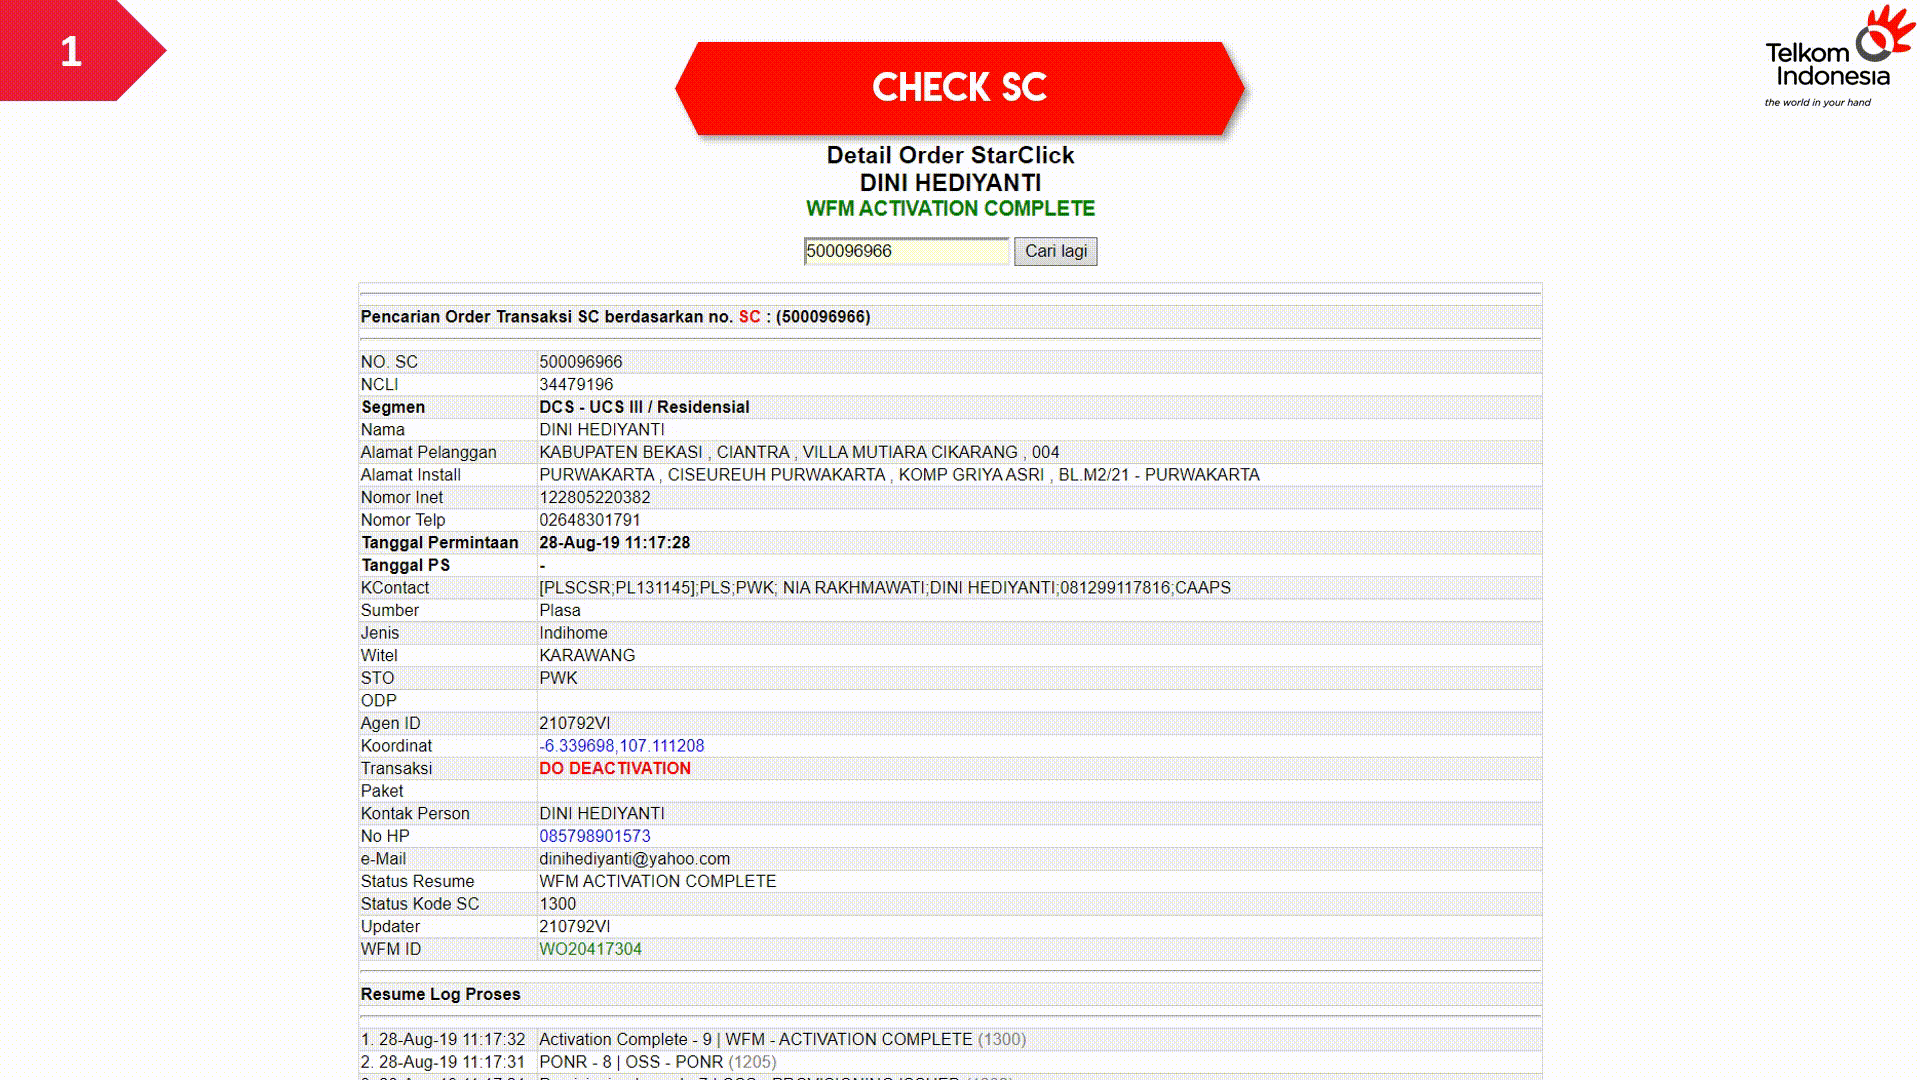 1
CHECK SC
Telkom
Indonesia
the world in your hand
Detail Order StarClick
DINI HEDIYANTI
WFM ACTIVATION COMPLETE
500096966 Cari lagi
Pencarian Order Transaksi SC berdasarkan no. SC : (500096966)
NO. SC 500096966
NCLI 34479196
Segmen DCS - UCS III / Residensial
Nama DINI HEDIYANTI
Alamat Pelanggan KABUPATEN BEKASI , CIANTRA , VILLA MUTIARA CIKARANG , 004
Alamat Install PURWAKARTA , CISEUREUH PURWAKARTA , KOMP GRIYA ASRI , BL.M2/21 - PURWAKARTA
Nomor Inet 122805220382
Nomor Telp 02648301791
Tanggal Permintaan 28-Aug-19 11:17:28
Tanggal PS -
KContact [PLSCSR;PL131145];PLS;PWK; NIA RAKHMAWATI;DINI HEDIYANTI;081299117816;CAAPS
Sumber Plasa
Jenis Indihome
Witel KARAWANG
STO PWK
ODP
Agen ID 210792VI
Koordinat -6.339698,107.111208
Transaksi DO DEACTIVATION
Paket
Kontak Person DINI HEDIYANTI
No HP 085798901573
e-Mail dinihediyanti@yahoo.com
Status Resume WFM ACTIVATION COMPLETE
Status Kode SC 1300
Updater 210792VI
WFM ID WO20417304
Resume Log Proses
1. 28-Aug-19 11:17:32 Activation Complete - 9 | WFM - ACTIVATION COMPLETE (1300)
2. 28-Aug-19 11:17:31 PONR - 8 | OSS - PONR (1205)